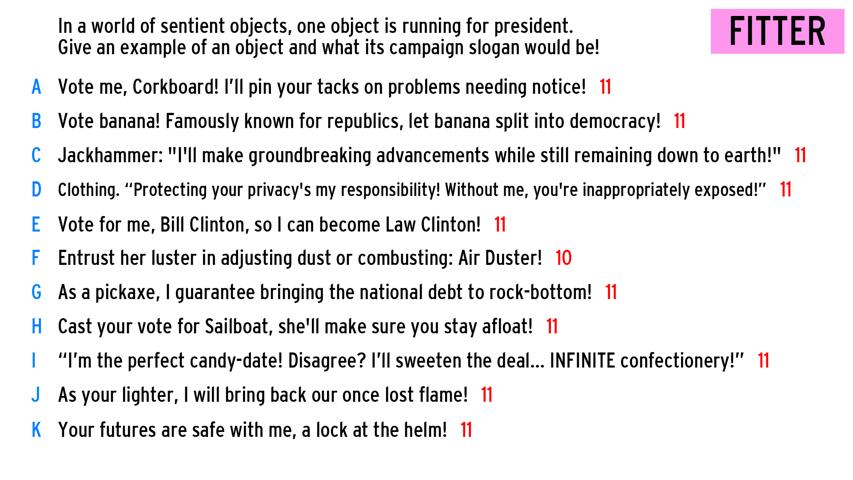 In a world of sentient objects, one object is running for president.
Give an example of an object and what its campaign slogan would be!
FITTER
A Vote me, Corkboard! I'll pin your tacks on problems needing notice! 11
B Vote banana! Famously known for republics, let banana split into democracy! 11
C Jackhammer: "I'll make groundbreaking advancements while still remaining down to earth!" 11
D Clothing. “Protecting your privacy's my responsibility! Without me, you're inappropriately exposed!” 11
E Vote for me, Bill Clinton, so I can become Law Clinton! 11
F Entrust her luster in adjusting dust or combusting: Air Duster! 10
G As a pickaxe, I guarantee bringing the national debt to rock-bottom! 11
H Cast your vote for Sailboat, she'll make sure you stay afloat! 11
I “I'm the perfect candy-date! Disagree? I'll sweeten the deal... INFINITE confectionery!” 11
J As your lighter, I will bring back our once lost flame! 11
K Your futures are safe with me, a lock at the helm! 11